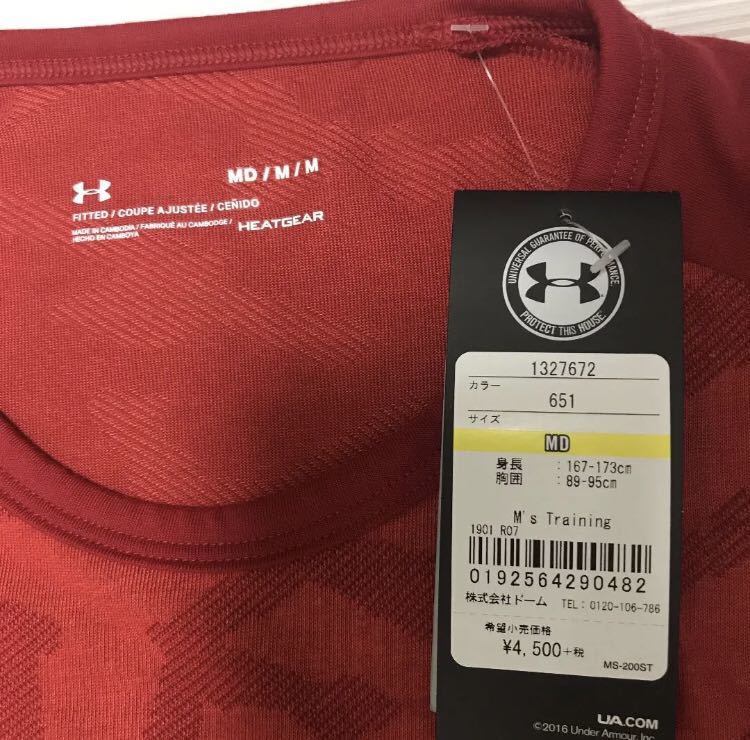 MD / M / M
FITTED / COUPE AJUSTÉE / CEÑIDO
MADE IN CAMBODIA / FABRIQUÉ AU CAMBODGE /
HECHO EN CAMBOYA
HEATGEAR
UNIVERSAL GUARANTEE OF PERFORMANCE.
PROTECT THIS HOUSE.
1327672
カラー
651
サイズ
MD
身長 : 167-173cm
胸囲 : 89-95cm
M's Training
1901 R07
0192564290482
株式会社ドーム TEL: 0120-106-786
希望小売価格
¥4,500+税
MS-200ST
UA.COM
©2016 Under Armour, Inc.